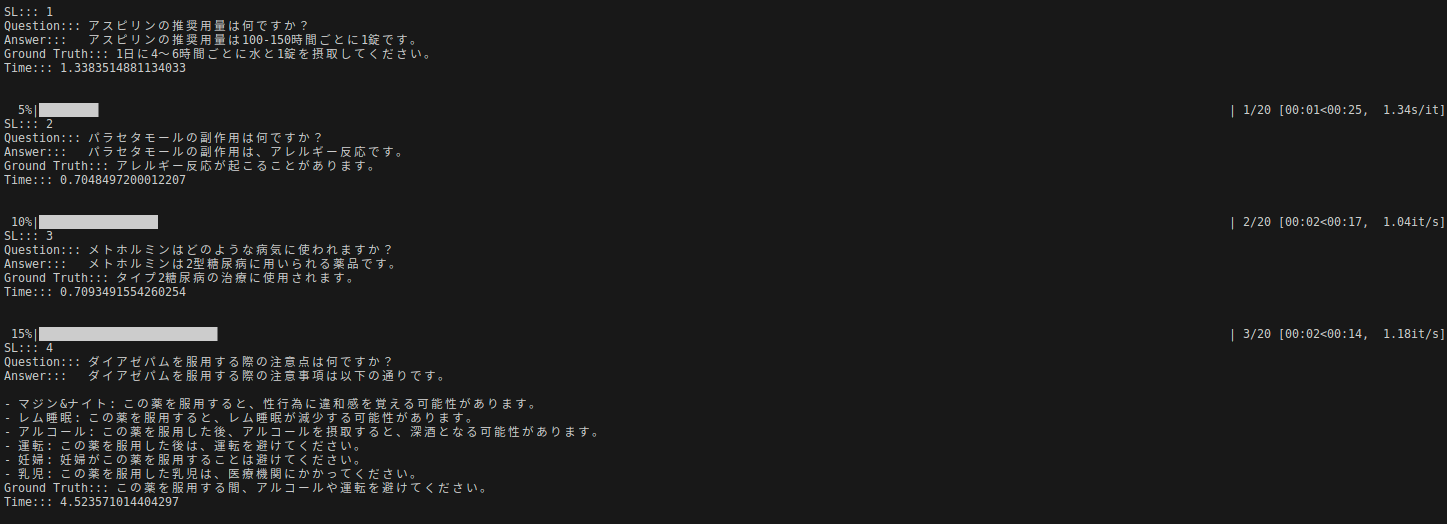 SL::: 1
Question::: アスピリンの推奨用量は何ですか？
Answer:::   アスピリンの推奨用量は100-150時間ごとに1錠です。
Ground Truth::: 1日に4〜6時間ごとに水と1錠を摂取してください。
Time::: 1.3383514881134033
5%| | 1/20 [00:01<00:25,  1.34s/it]
SL::: 2
Question::: パラセタモールの副作用は何ですか？
Answer:::   パラセタモールの副作用は、アレルギー反応です。
Ground Truth::: アレルギー反応が起こることがあります。
Time::: 0.7048497200012207
10%| | 2/20 [00:02<00:17,  1.04it/s]
SL::: 3
Question::: メトホルミンはどのような病気に使われますか？
Answer:::   メトホルミンは2型糖尿病に用いられる薬品です。
Ground Truth::: タイプ2糖尿病の治療に使用されます。
Time::: 0.7093491554260254
15%| | 3/20 [00:02<00:14,  1.18it/s]
SL::: 4
Question::: ダイアゼパムを服用する際の注意点は何ですか？
Answer:::   ダイアゼパムを服用する際の注意事項は以下の通りです。
- マジン&ナイト: この薬を服用すると、性行為に違和感を覚える可能性があります。
- レム睡眠: この薬を服用すると、レム睡眠が減少する可能性があります。
- アルコール: この薬を服用した後、アルコールを摂取すると、深酒となる可能性があります。
- 運転: この薬を服用した後は、運転を避けてください。
- 妊婦: 妊婦がこの薬を服用することは避けてください。
- 乳児: この薬を服用した乳児は、医療機関にかかってください。
Ground Truth::: この薬を服用する間、アルコールや運転を避けてください。
Time::: 4.523571014404297